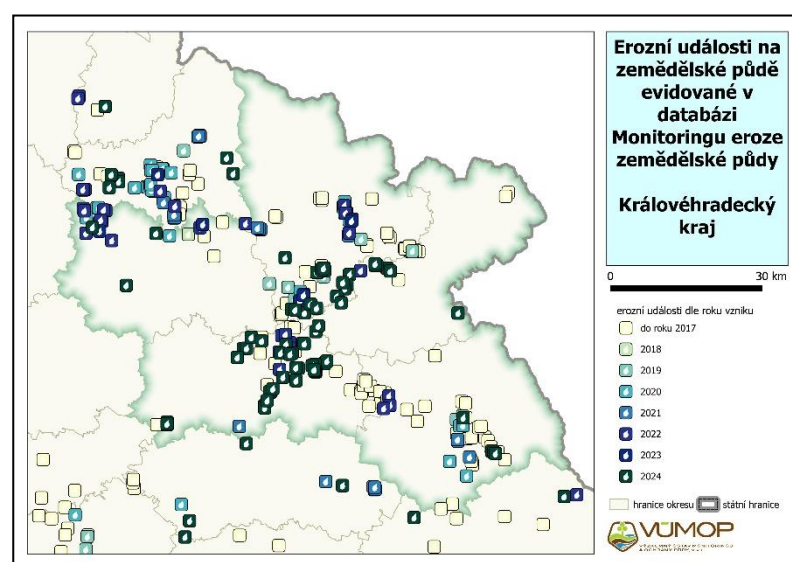 Erozní události na
zemědělské půdě
evidované v
databázi
Monitoringu eroze
zemědělské půdy
Královéhradecký
kraj
0 30 km
erozní události dle roku vzniku
do roku 2017
2018
2019
2020
2021
2022
2023
2024
hranice okresu státní hranice
VÚMOP